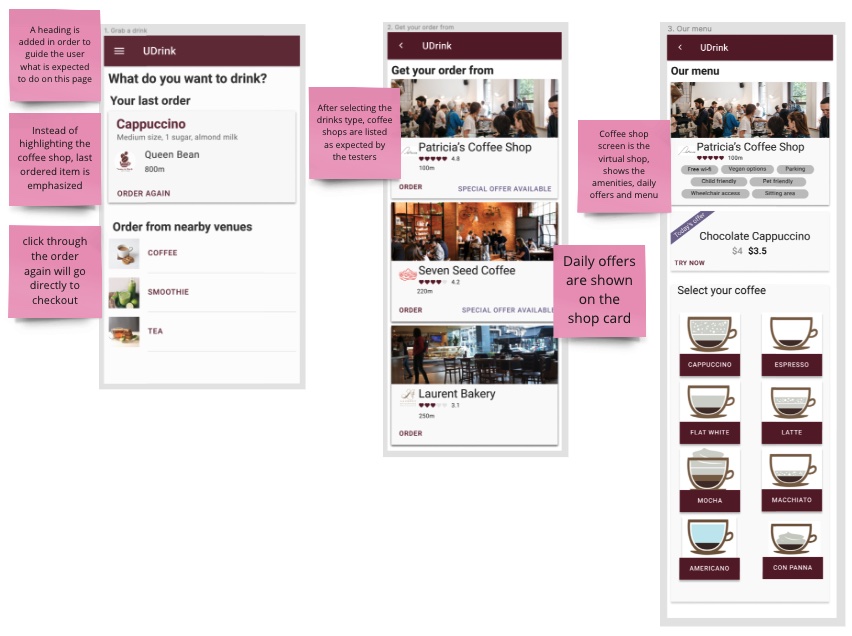 A heading is
added in order to
guide the user
what is expected
to do on this page
Instead of
highlighting the
coffee shop, last
ordered item is
emphasized
click through
the order
again will go
directly to
checkout
1. Grab a drink
UDrink
What do you want to drink?
Your last order
Cappuccino
Medium size, 1 sugar, almond milk
Queen Bean
800m
ORDER AGAIN
Order from nearby venues
COFFEE
SMOOTHIE
TEA
After selecting the
drinks type, coffee
shops are listed
as expected by
the testers
2. Get your order from
UDrink
Get your order from
Patricia's Coffee Shop
4.8
100m
ORDER SPECIAL OFFER AVAILABLE
Seven Seed Coffee
4.2
220m
ORDER SPECIAL OFFER AVAILABLE
Laurent Bakery
3.1
250m
ORDER
Coffee shop
screen is the
virtual shop,
shows the
amenities, daily
offers and menu
Daily offers
are shown
on the
shop card
3. Our menu
UDrink
Our menu
Patricia's Coffee Shop
100m
Free wi-fi Vegan options Parking
Child friendly Pet friendly
Wheelchair access Sitting area
Today's offer
Chocolate Cappuccino
$4 $3.5
TRY NOW
Select your coffee
CAPPUCCINO ESPRESSO
FLAT WHITE LATTE
MOCHA MACCHIATO
AMERICANO CON PANNA